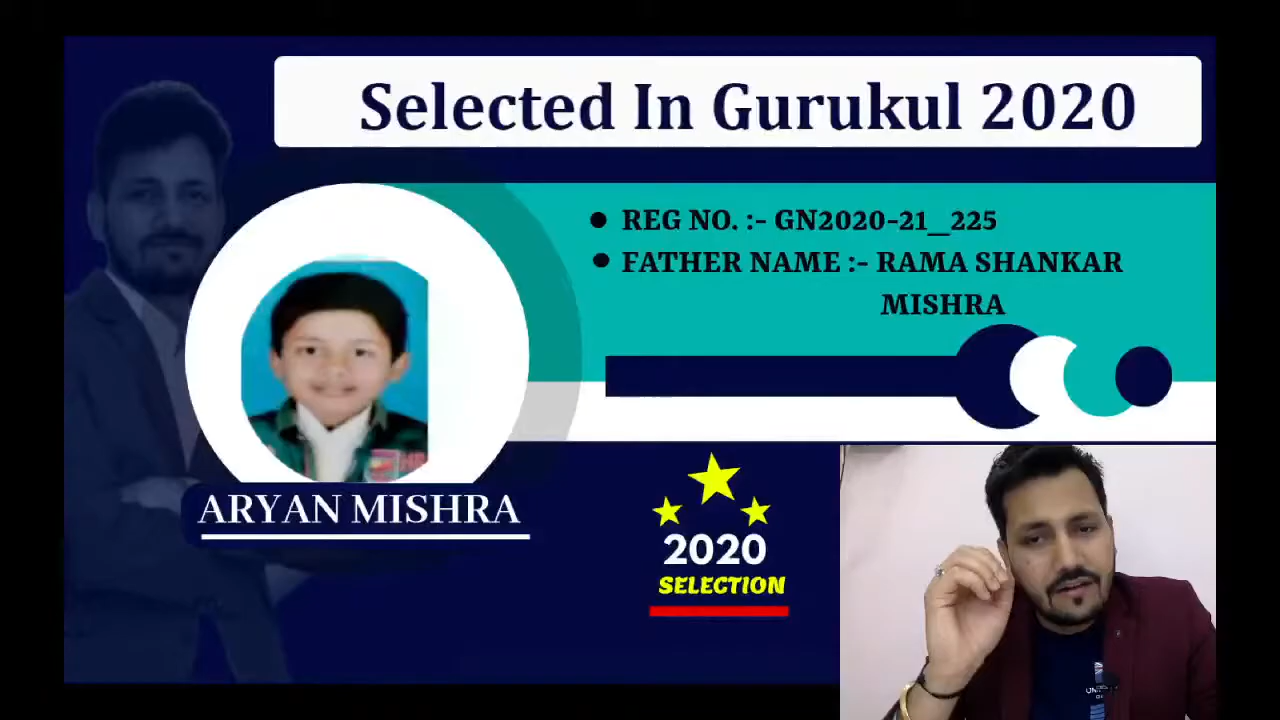 Selected In Gurukul 2020
REG NO. :- GN2020-21_225
FATHER NAME :- RAMA SHANKAR
MISHRA
ARYAN MISHRA
2020
SELECTION